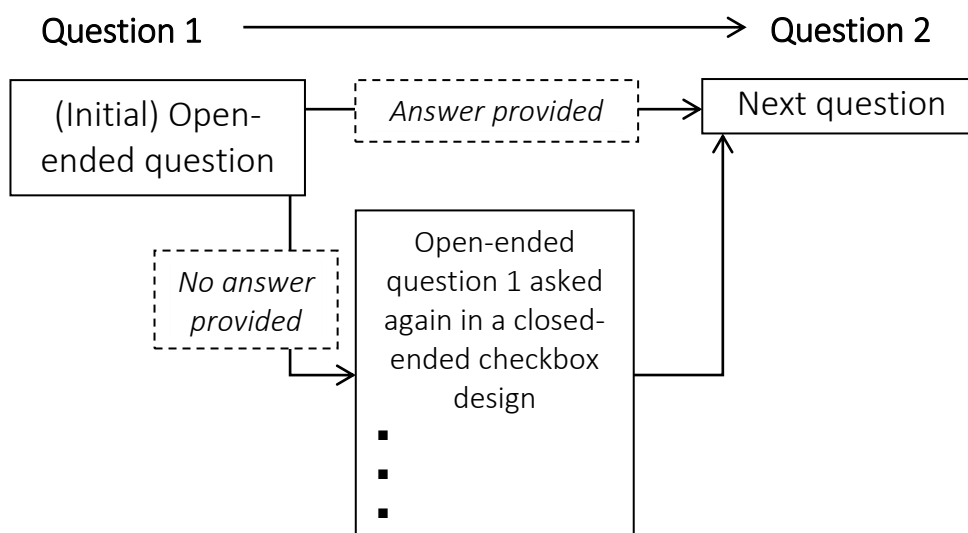 Question 1
Question 2
(Initial) Open-
ended question
Answer provided
Next question
No answer
provided
Open-ended
question 1 asked
again in a closed-
ended checkbox
design